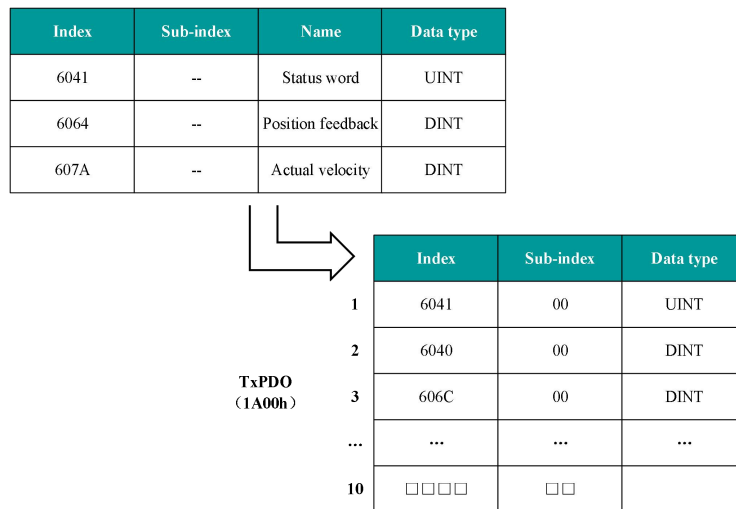 Index Sub-index Name Data type
6041 -- Status word UINT
6064 -- Position feedback DINT
607A -- Actual velocity DINT
Index Sub-index Data type
1 6041 00 UINT
2 6040 00 DINT
TxPDO
（1A00h）
3 606C 00 DINT
... ... ... ...
10 □□□□ □□